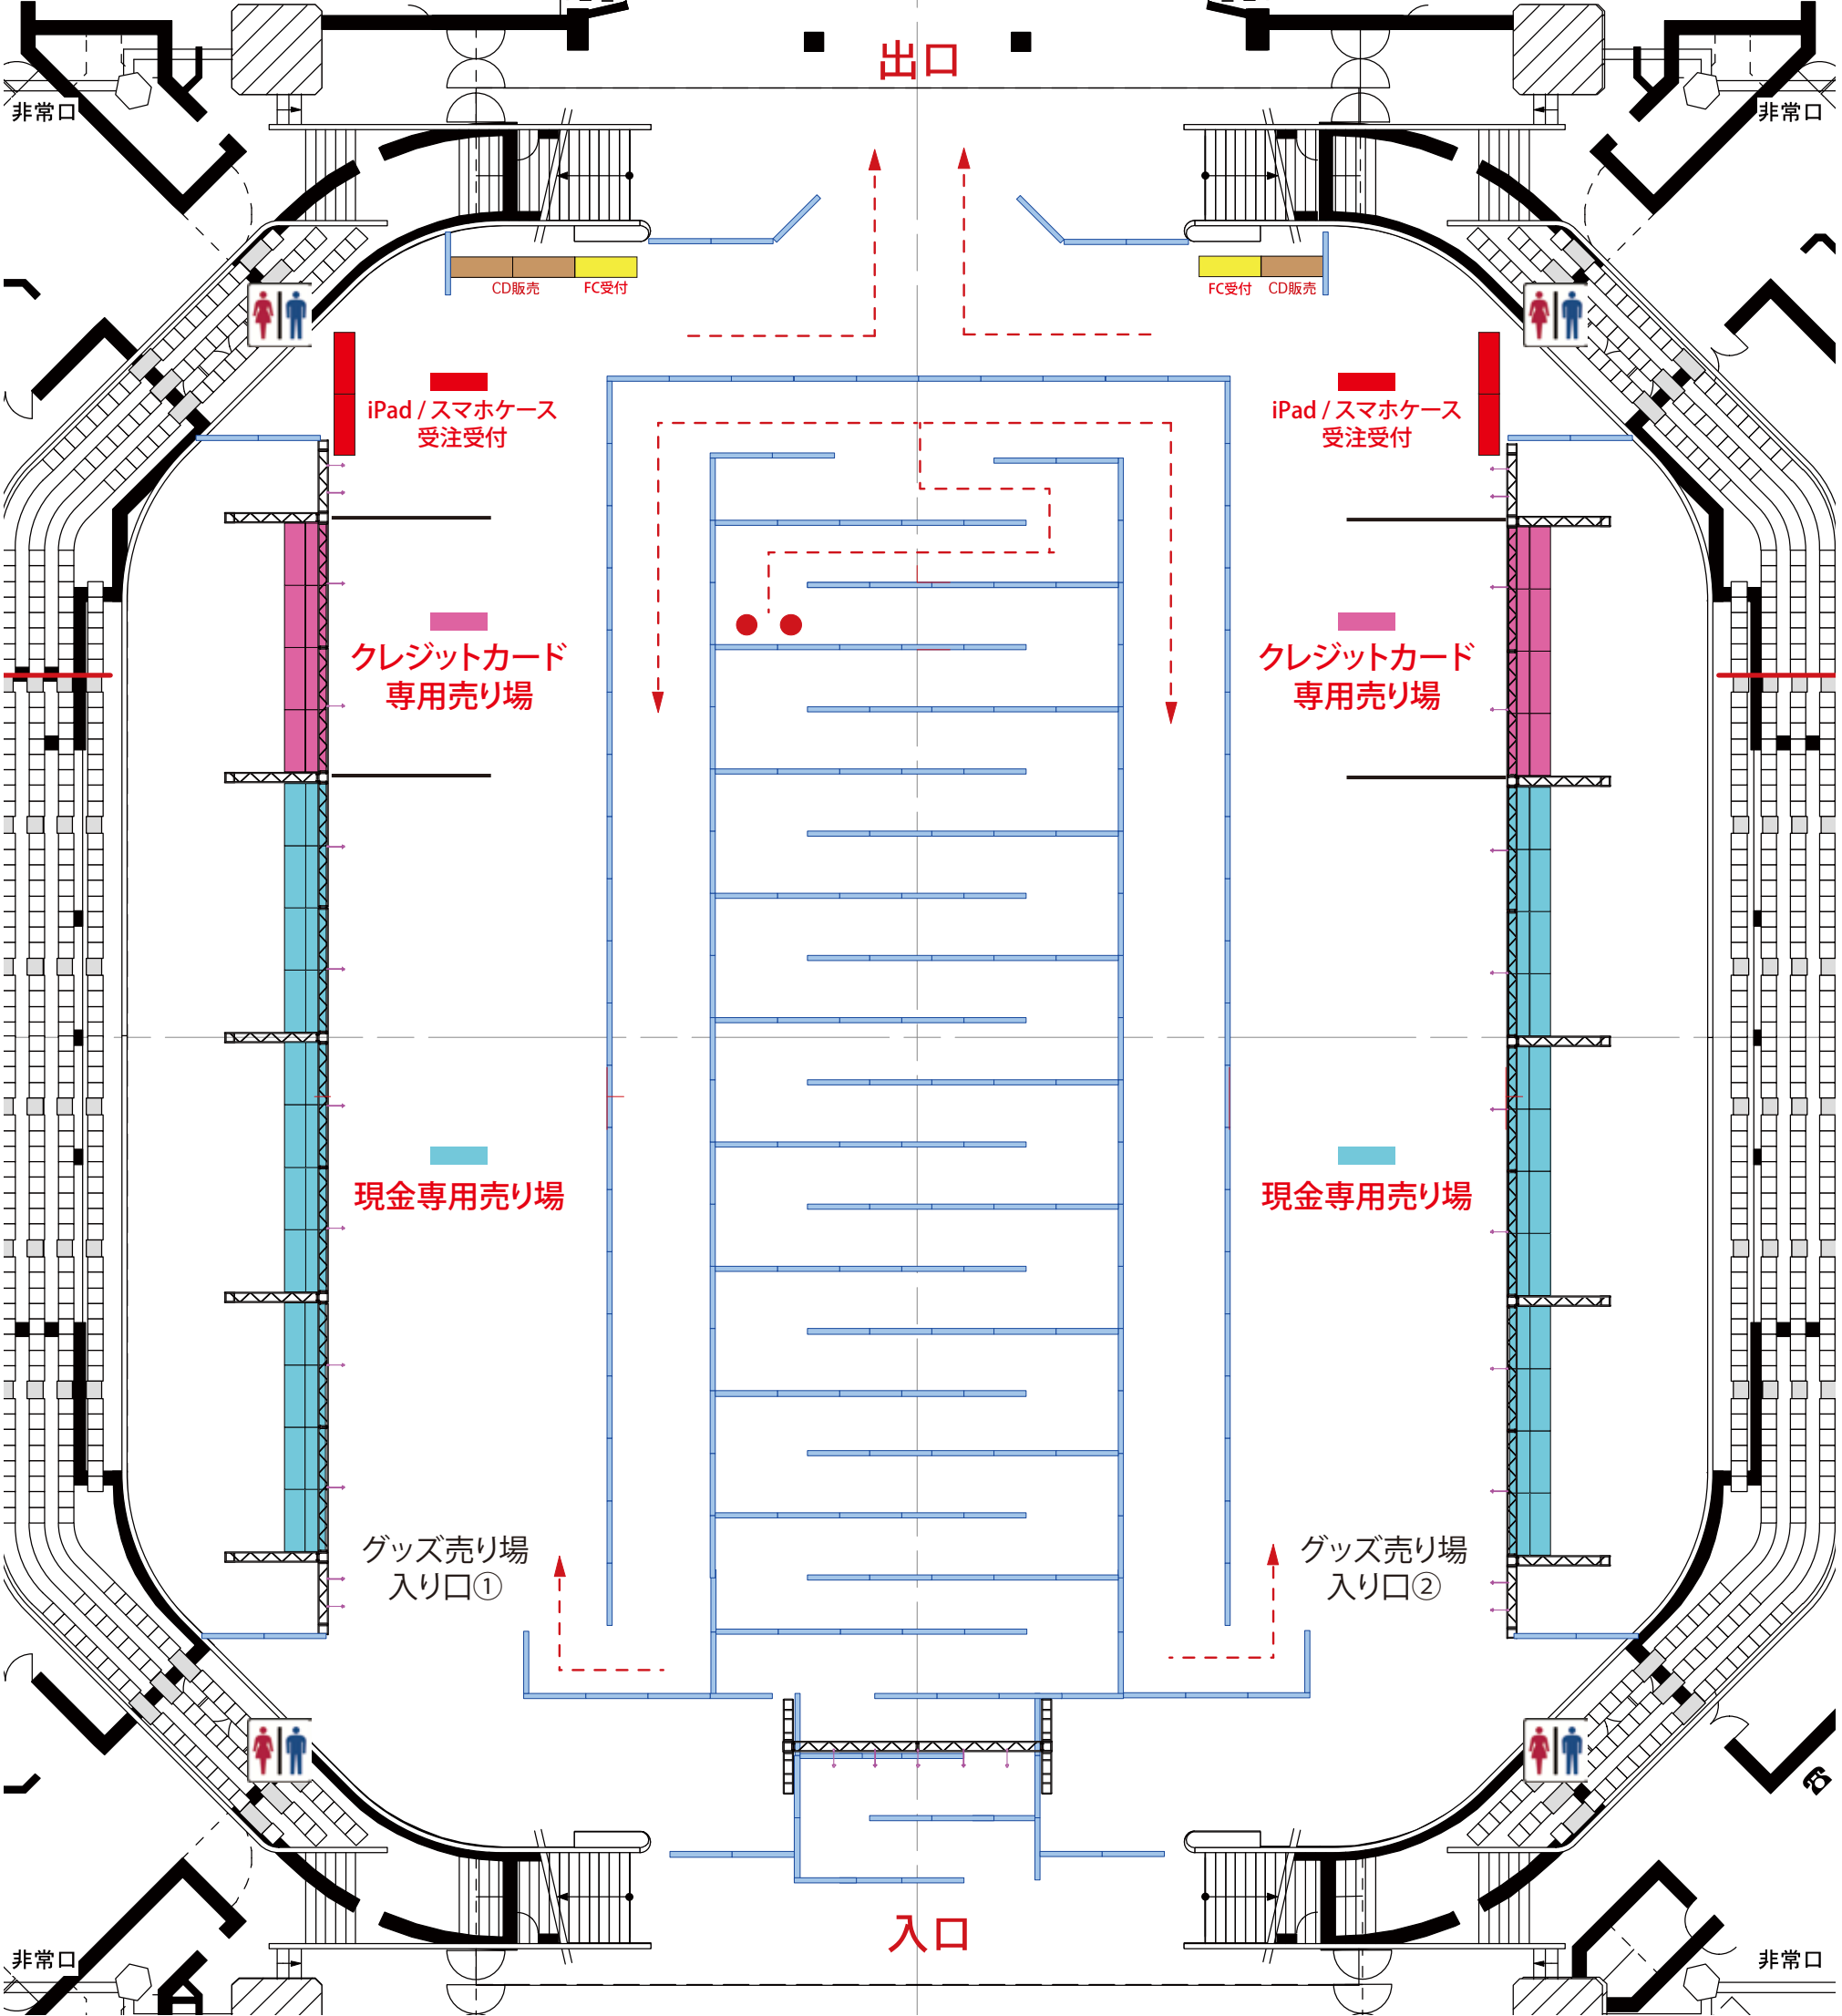 出口
非常口
非常口
CD販売
FC受付
FC受付
CD販売
iPad / スマホケース
受注受付
iPad / スマホケース
受注受付
クレジットカード
専用売り場
クレジットカード
専用売り場
現金専用売り場
現金専用売り場
グッズ売り場
入り口①
グッズ売り場
入り口②
入口
非常口
非常口